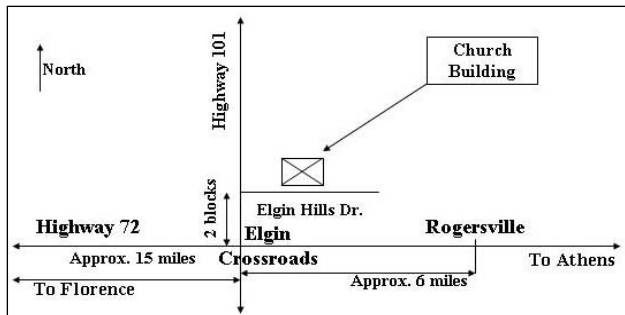 Highway 101
Church
Building
North
2 blocks
Elgin Hills Dr.
Highway 72
Elgin
Rogersville
Approx. 15 miles
Crossroads
To Athens
To Florence
Approx. 6 miles